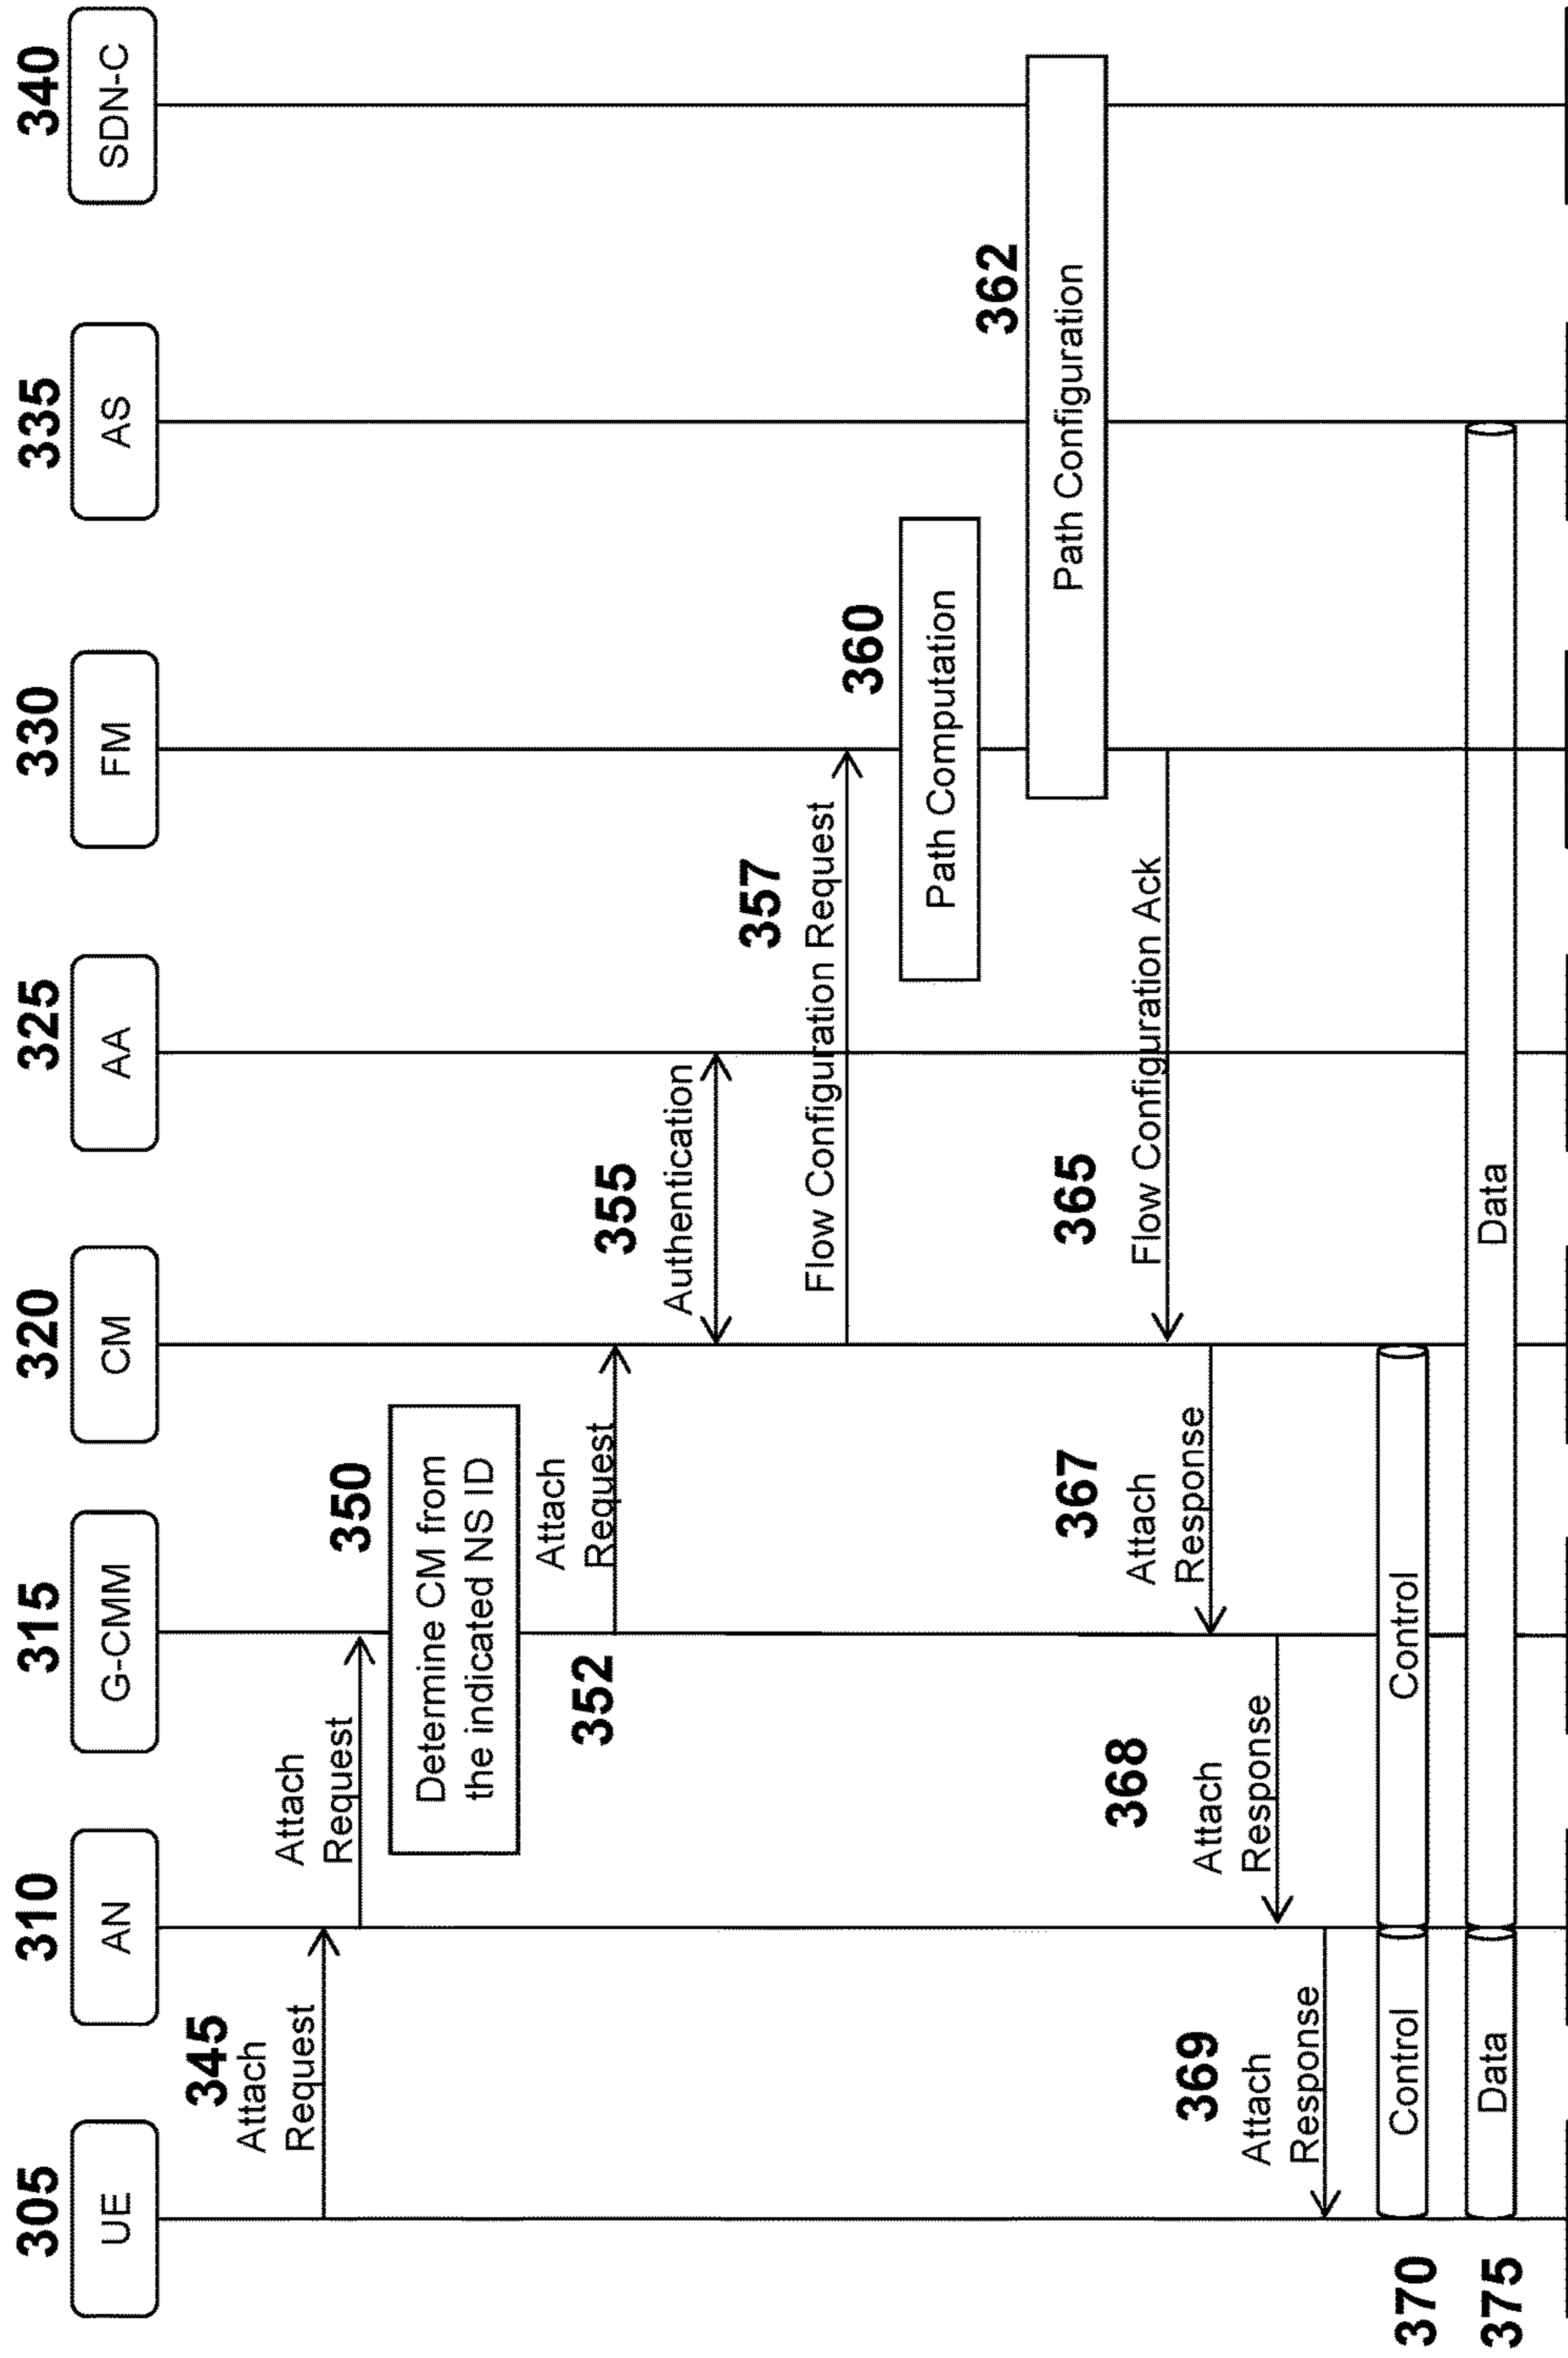 305
310
315
320
325
330
335
340
UE
AN
G-CMM
CM
AA
FM
AS
SDN-C
345
Attach
Request
Attach
Request
350
Determine CM from
the indicated NS ID
352
Attach
Request
355
Authentication
357
Flow Configuration Request
360
Path Computation
362
Path Configuration
365
Flow Configuration Ack
367
Attach
Response
368
Attach
Response
369
Attach
Response
370
Control
Control
375
Data
Data